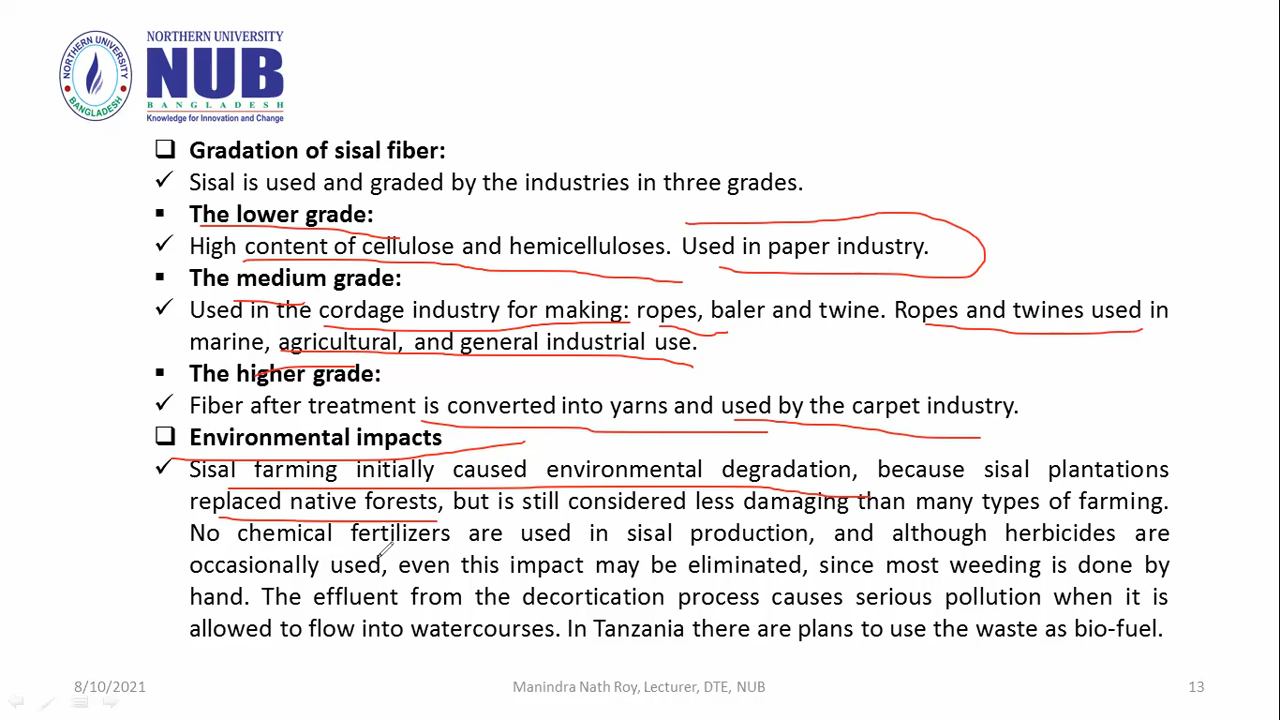 NORTHERN UNIVERSITY
BANGLADESH
NORTHERN UNIVERSITY
NUB
BANGLADESH
Knowledge for Innovation and Change
Gradation of sisal fiber:
Sisal is used and graded by the industries in three grades.
The lower grade:
High content of cellulose and hemicelluloses. Used in paper industry.
The medium grade:
Used in the cordage industry for making: ropes, baler and twine. Ropes and twines used in
marine, agricultural, and general industrial use.
The higher grade:
Fiber after treatment is converted into yarns and used by the carpet industry.
Environmental impacts
Sisal farming initially caused environmental degradation, because sisal plantations
replaced native forests, but is still considered less damaging than many types of farming.
No chemical fertilizers are used in sisal production, and although herbicides are
occasionally used, even this impact may be eliminated, since most weeding is done by
hand. The effluent from the decortication process causes serious pollution when it is
allowed to flow into watercourses. In Tanzania there are plans to use the waste as bio-fuel.
8/10/2021
Manindra Nath Roy, Lecturer, DTE, NUB
13